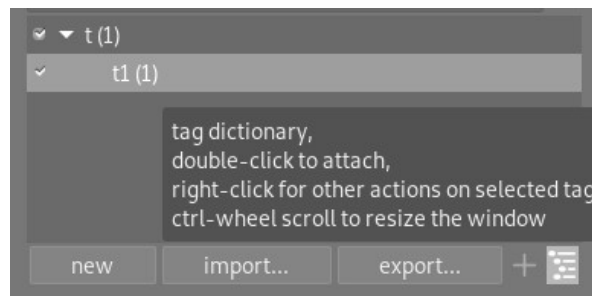 t (1)
t1 (1)
tag dictionary,
double-click to attach,
right-click for other actions on selected tag
ctrl-wheel scroll to resize the window
new import... export... +